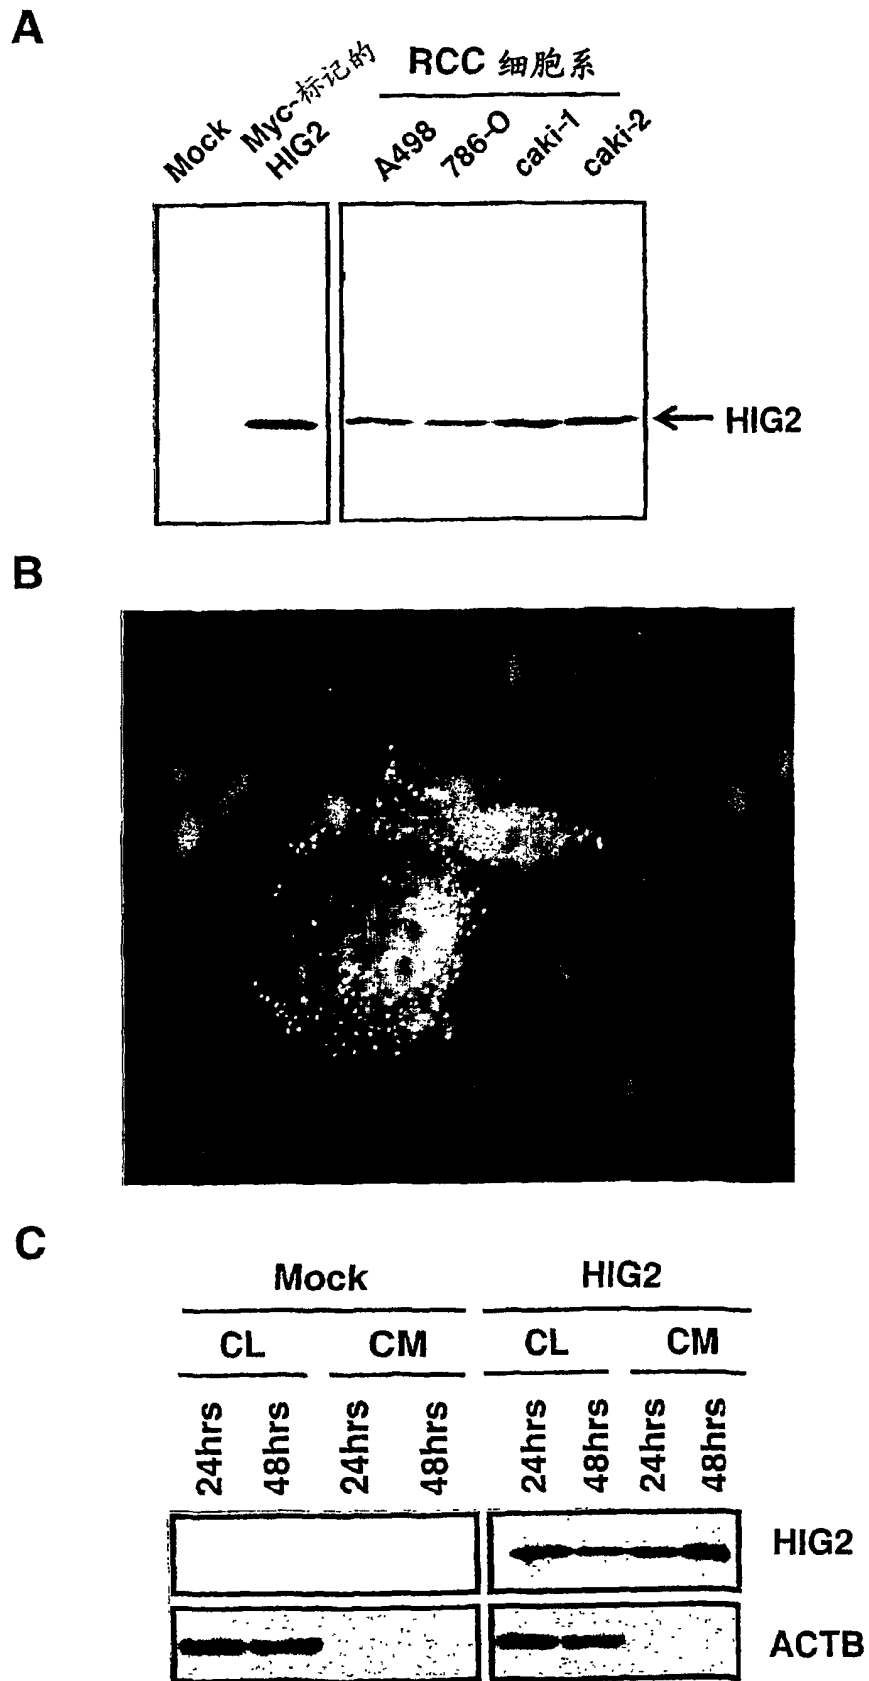 A
Mock
Myc-标记的
HIG2
RCC 细胞系
A498
786-O
caki-1
caki-2
HIG2
B
C
Mock
HIG2
CL
CM
CL
CM
24hrs
48hrs
24hrs
48hrs
24hrs
48hrs
24hrs
48hrs
HIG2
ACTB